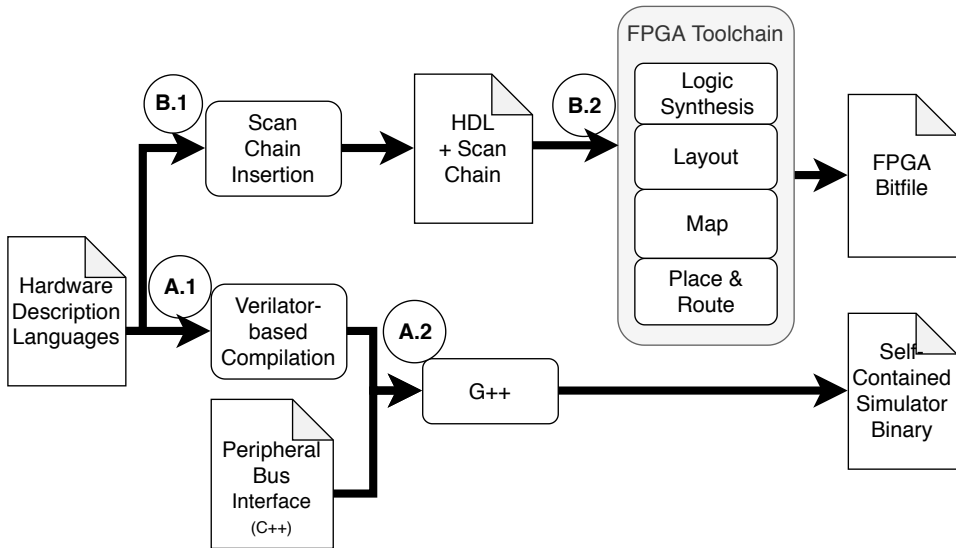 FPGA Toolchain
B.1
Scan
Chain
Insertion
HDL
+ Scan
Chain
B.2
Logic
Synthesis
Layout
Map
Place &
Route
FPGA
Bitfile
Hardware
Description
Languages
A.1
Verilator-
based
Compilation
A.2
G++
Peripheral
Bus
Interface
(C++)
Self-
Contained
Simulator
Binary